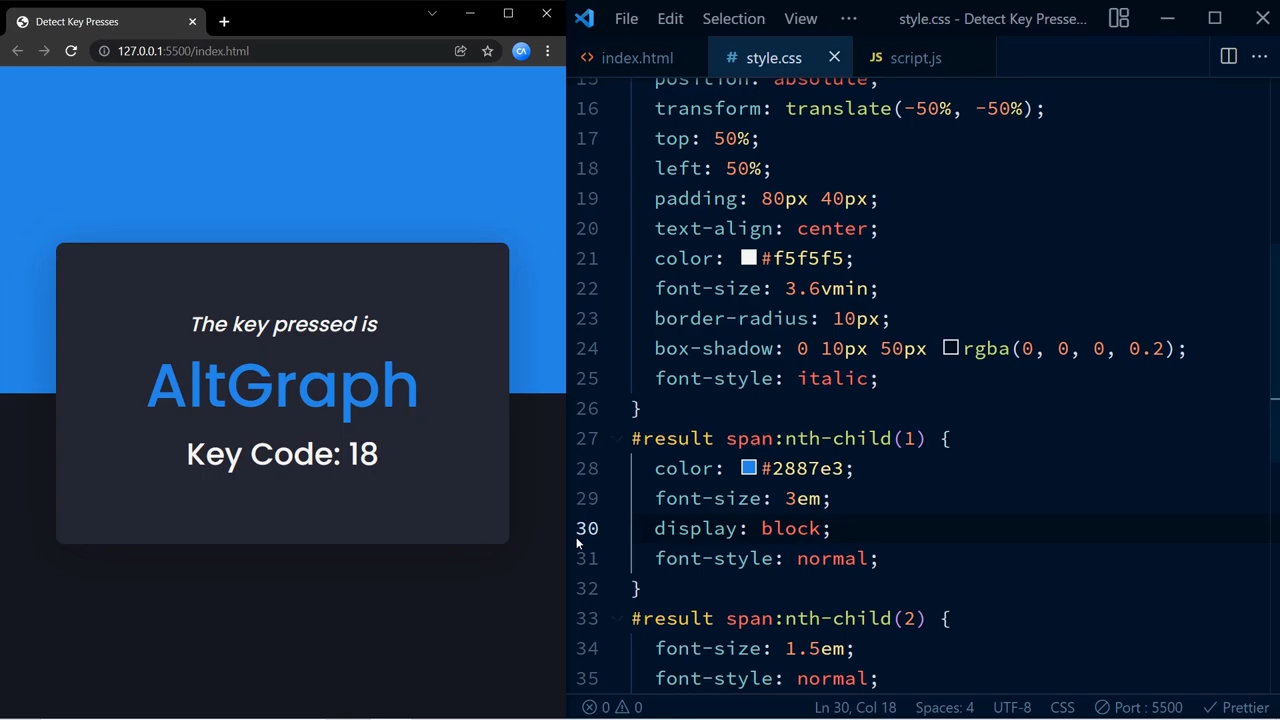 Detect Key Presses
127.0.0.1:5500/index.html
The key pressed is
AltGraph
Key Code: 18
File Edit Selection View ··· style.css - Detect Key Presse...
<> index.html # style.css JS script.js ···
15 position: absolute;
16 transform: translate(-50%, -50%);
17 top: 50%;
18 left: 50%;
19 padding: 80px 40px;
20 text-align: center;
21 color: #f5f5f5;
22 font-size: 3.6vmin;
23 border-radius: 10px;
24 box-shadow: 0 10px 50px rgba(0, 0, 0, 0.2);
25 font-style: italic;
26 }
27 #result span:nth-child(1) {
28 color: #2887e3;
29 font-size: 3em;
30 display: block;
31 font-style: normal;
32 }
33 #result span:nth-child(2) {
34 font-size: 1.5em;
35 font-style: normal;
0 0 Ln 30, Col 18 Spaces: 4 UTF-8 CSS Port : 5500 Prettier